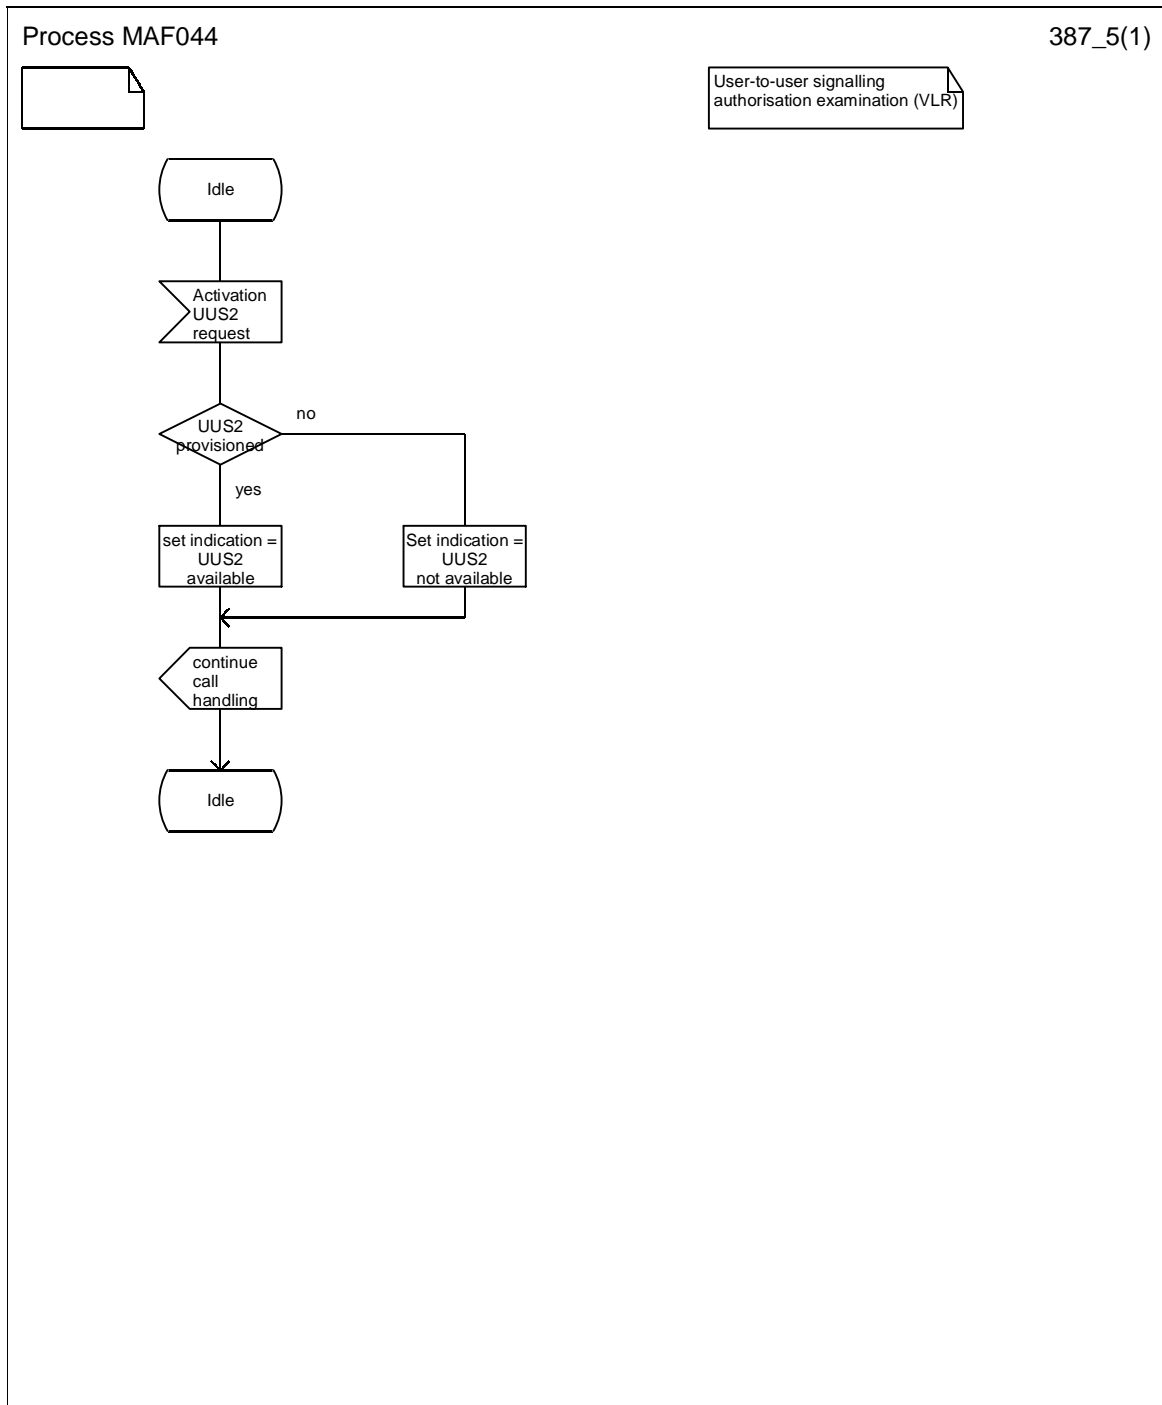 Process MAF044
387_5(1)
User-to-user signalling
authorisation examination (VLR)
Idle
Activation
UUS2
request
no
UUS2
provisioned
yes
set indication =
UUS2
available
Set indication =
UUS2
not available
continue
call
handling
Idle